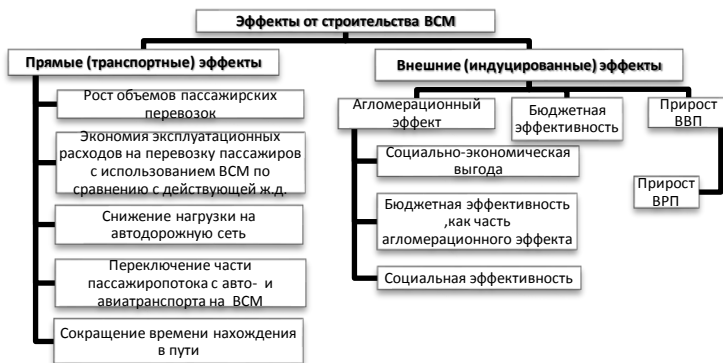 Эффекты от строительства ВСМ
Прямые (транспортные) эффекты
Рост объемов пассажирских
перевозок
Экономия эксплуатационных
расходов на перевозку пассажиров
с использованием ВСМ по
сравнению с действующей ж.д.
Снижение нагрузки на
автодорожную сеть
Переключение части
пассажиропотока с авто- и
авиатранспорта на ВСМ
Сокращение времени нахождения
в пути
Внешние (индуцированные) эффекты
Агломерационный
эффект
Социально-экономическая
выгода
Бюджетная эффективность
,как часть
агломерационного эффекта
Социальная эффективность
Бюджетная
эффективность
Прирост
ВВП
Прирост
ВРП